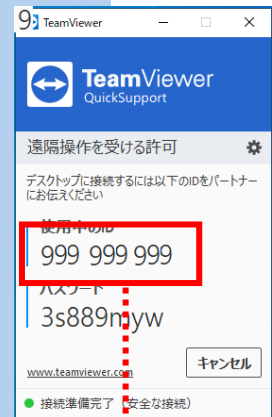 9
TeamViewer
TeamViewer
QuickSupport
遠隔操作を受ける許可
デスクトップに接続するには以下のIDをパートナー
にお伝えください
使用中のID
999 999 999
パスワード
3s889myw
www.teamviewer.com
キャンセル
接続準備完了（安全な接続）